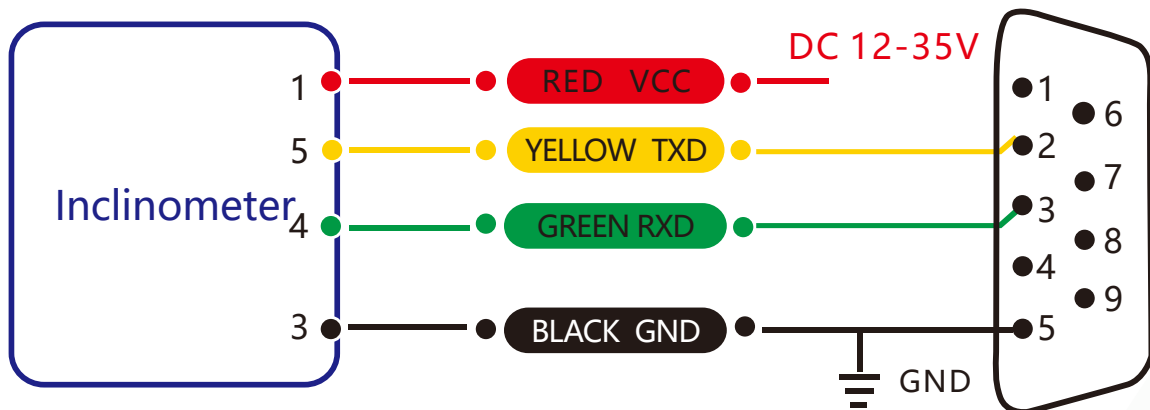 DC 12-35V
1 RED VCC
1
6
5 YELLOW TXD
2
7
Inclinometer
4 GREEN RXD
3
8
4
9
3 BLACK GND
5
GND